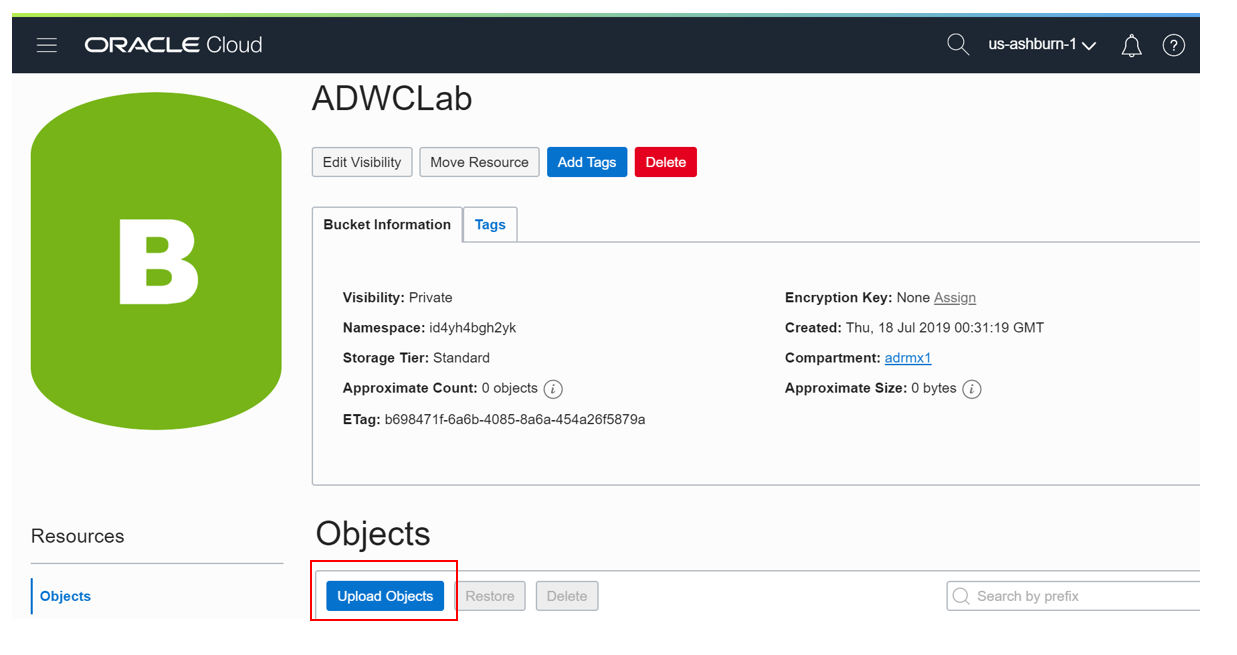 ORACLE Cloud
us-ashburn-1
?
B
ADWCLab
Edit Visibility
Move Resource
Add Tags
Delete
Bucket Information
Tags
Visibility: Private
Encryption Key: None Assign
Namespace: id4yh4bgh2yk
Created: Thu, 18 Jul 2019 00:31:19 GMT
Storage Tier: Standard
Compartment: adrmx1
Approximate Count: 0 objects i
Approximate Size: 0 bytes i
ETag: b698471f-6a6b-4085-8a6a-454a26f5879a
Resources
Objects
Objects
Upload Objects
Restore
Delete
Search by prefix